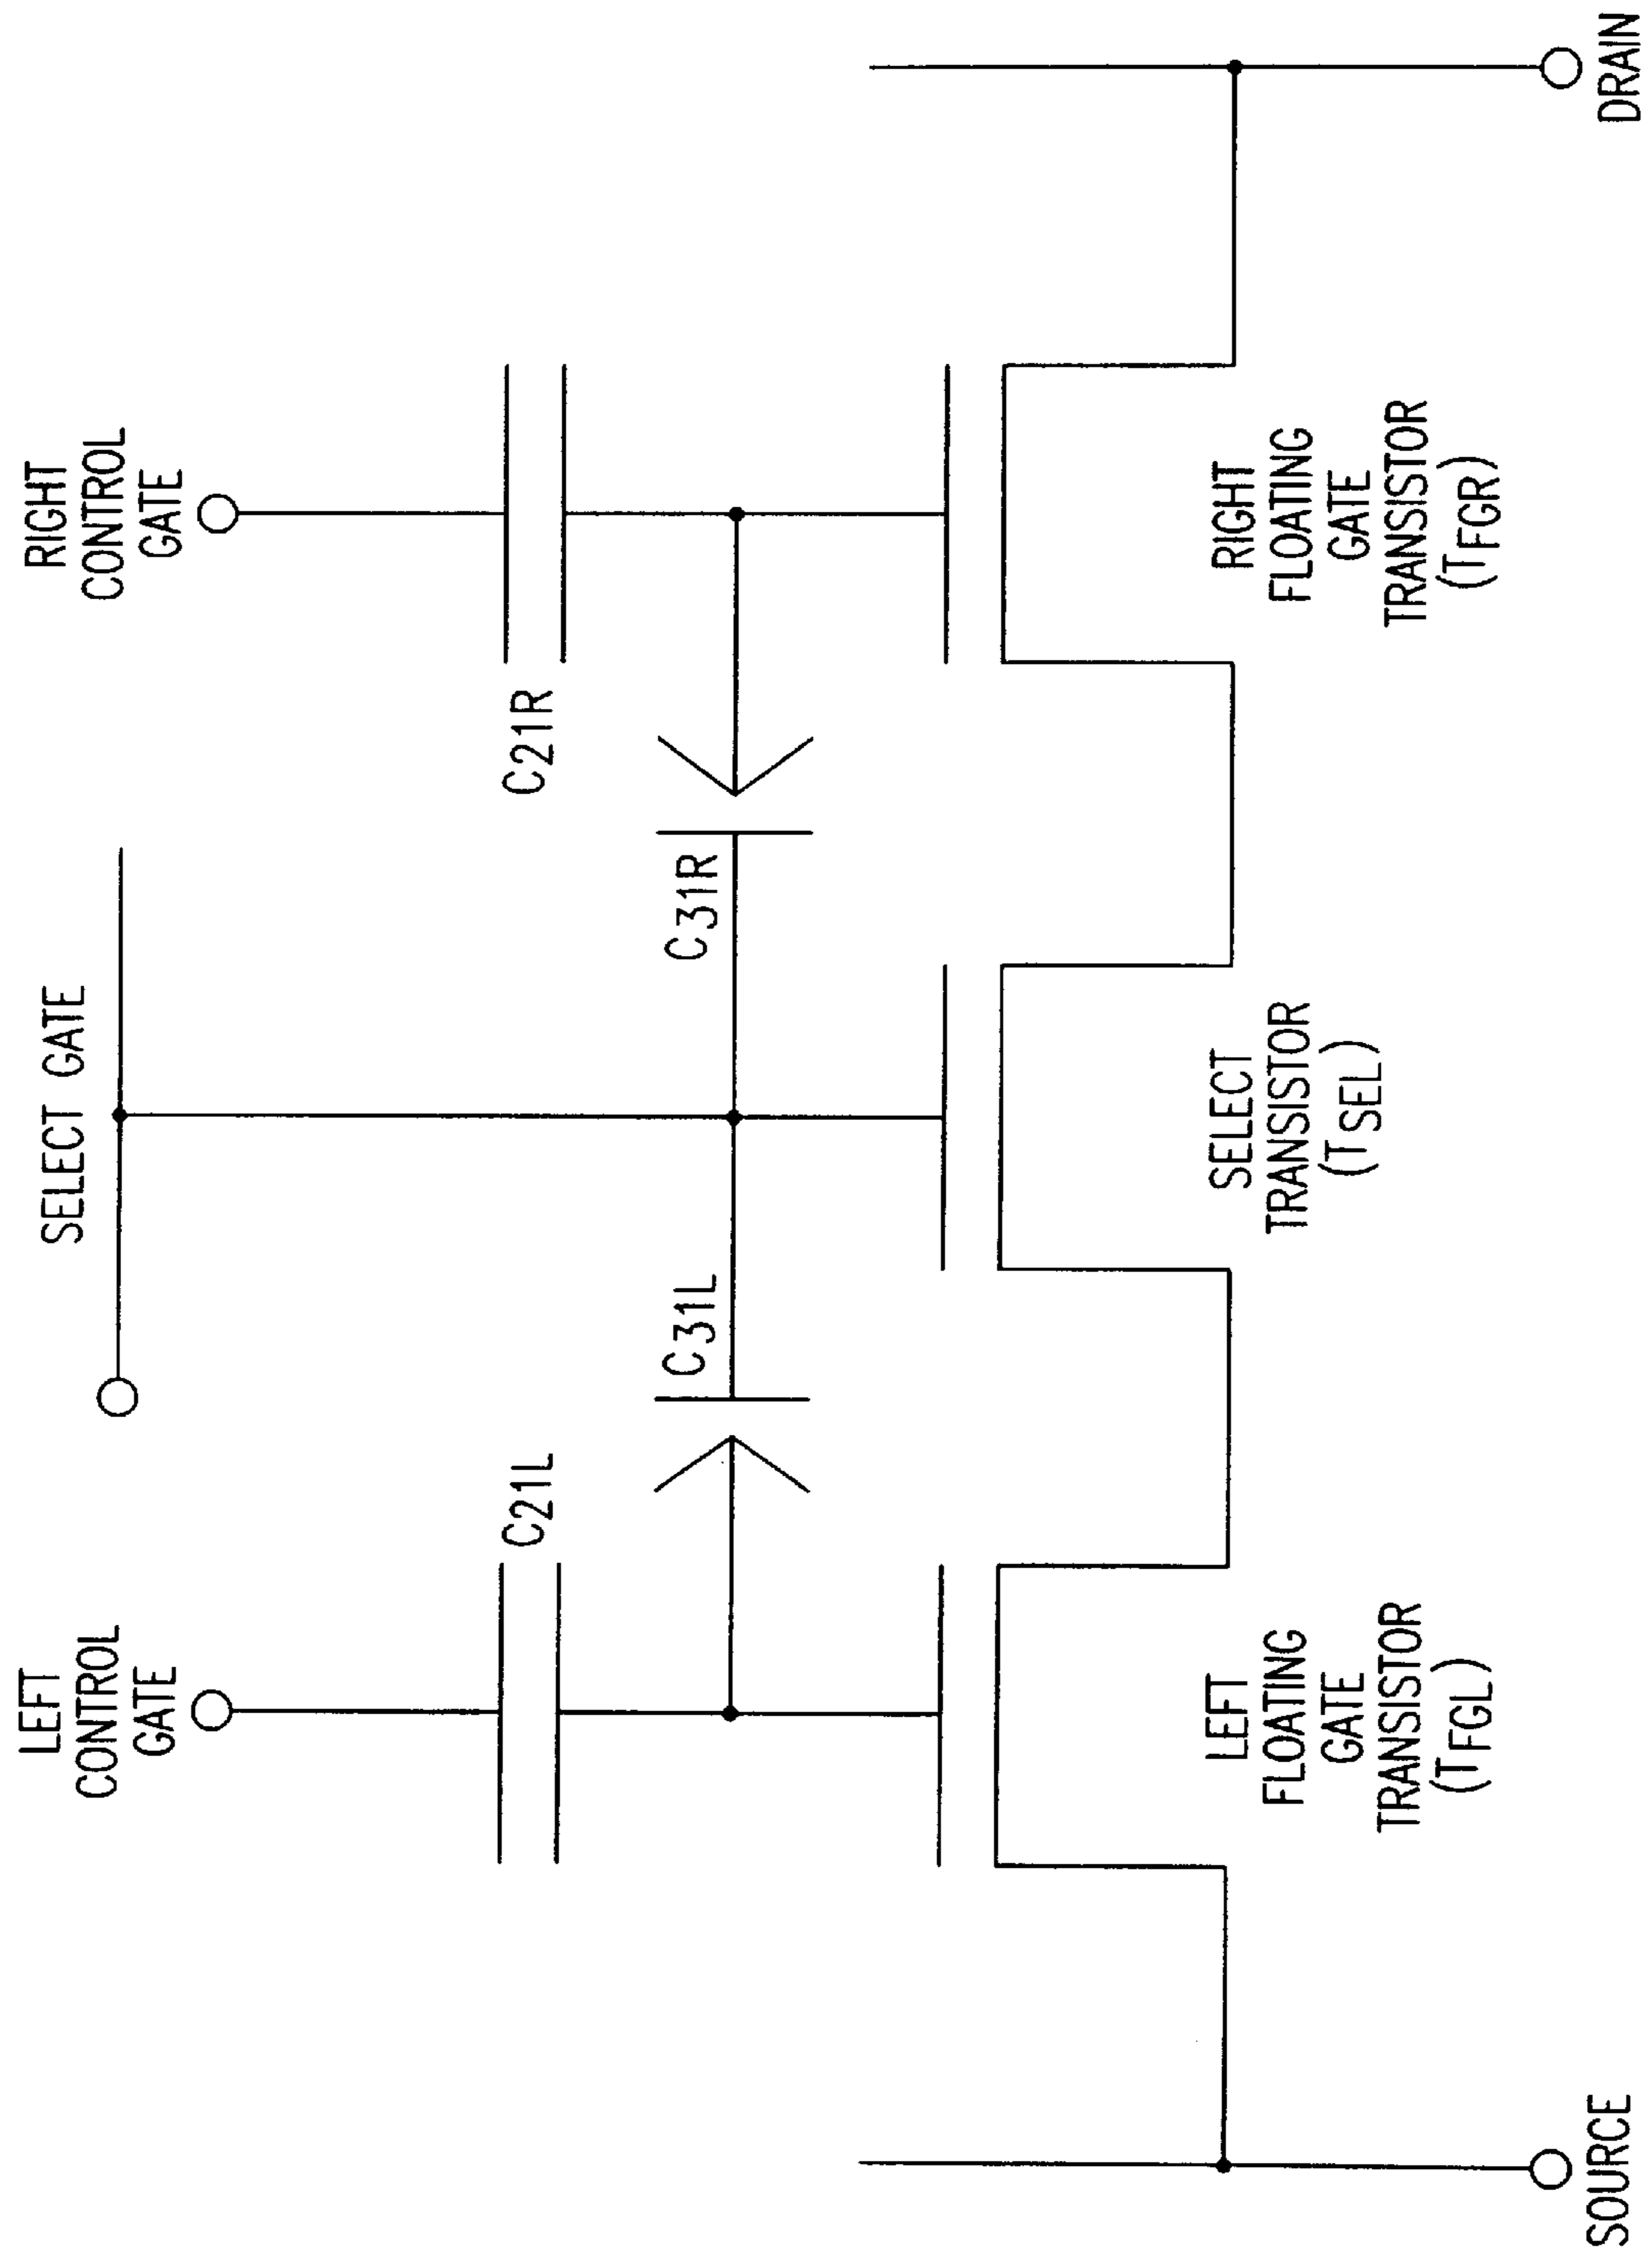 LEFT
CONTROL
GATE
SELECT GATE
RIGHT
CONTROL
GATE
C21L
C21R
C31L
C31R
LEFT
FLOATING
GATE
TRANSISTOR
(TFGL)
SELECT
TRANSISTOR
(TSEL)
RIGHT
FLOATING
GATE
TRANSISTOR
(TFGR)
SOURCE
DRAIN